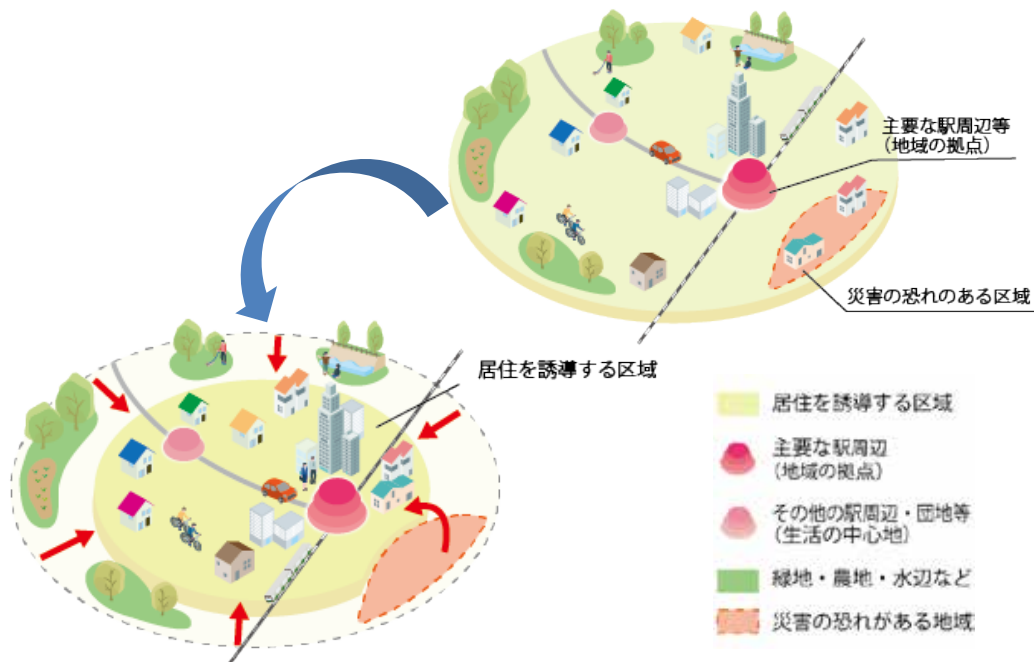 主要な駅周辺等
（地域の拠点）
災害の恐れのある区域
居住を誘導する区域
居住を誘導する区域
主要な駅周辺
（地域の拠点）
その他の駅周辺・団地等
（生活の中心地）
緑地・農地・水辺など
災害の恐れがある地域